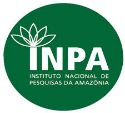 INPA
INSTITUTO NACIONAL DE
PESQUISAS DA AMAZÔNIA